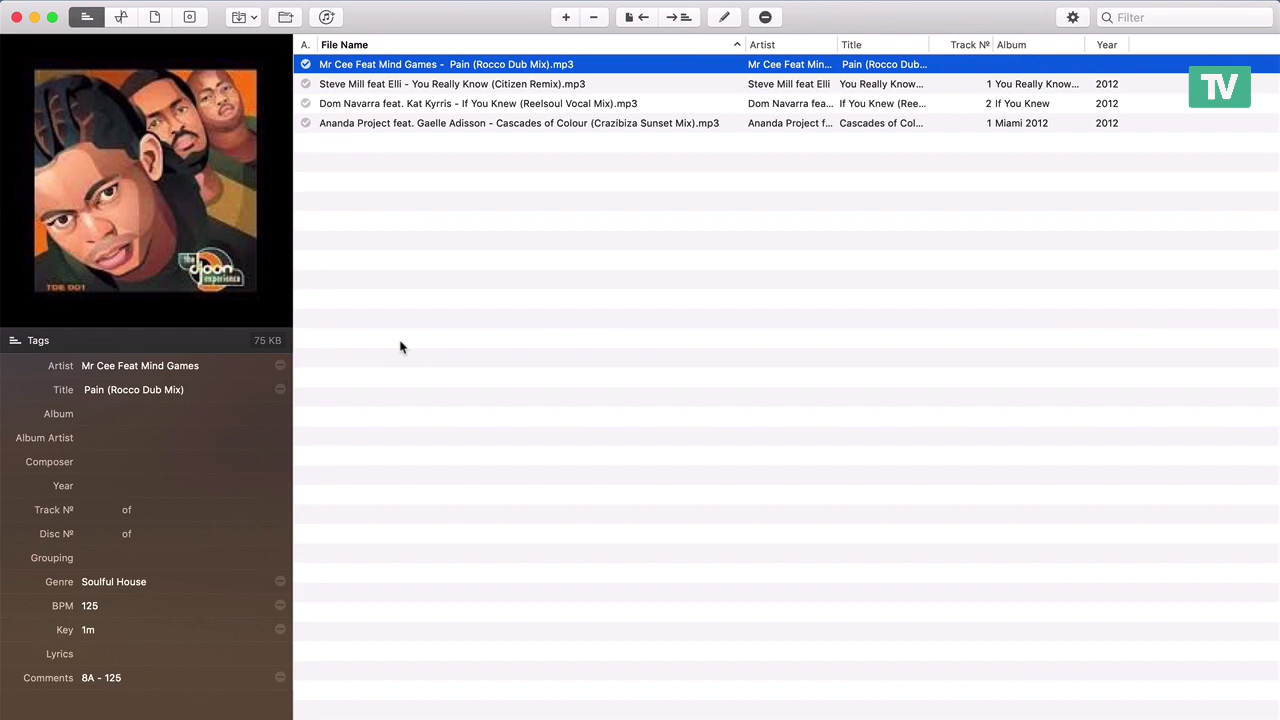 Filter
A. File Name Artist Title Track Nº Album Year
Mr Cee Feat Mind Games -  Pain (Rocco Dub Mix).mp3 Mr Cee Feat Min... Pain (Rocco Dub...
Steve Mill feat Elli - You Really Know (Citizen Remix).mp3 Steve Mill feat Elli You Really Know... 1 You Really Know... 2012
Dom Navarra feat. Kat Kyrris - If You Knew (Reelsoul Vocal Mix).mp3 Dom Navarra fea... If You Knew (Ree... 2 If You Knew 2012
Ananda Project feat. Gaelle Adisson - Cascades of Colour (Crazibiza Sunset Mix).mp3 Ananda Project f... Cascades of Col... 1 Miami 2012 2012
TV
the
djoon
experience
TDE 001
Tags 75 KB
Artist Mr Cee Feat Mind Games
Title Pain (Rocco Dub Mix)
Album
Album Artist
Composer
Year
Track Nº of
Disc Nº of
Grouping
Genre Soulful House
BPM 125
Key 1m
Lyrics
Comments 8A - 125